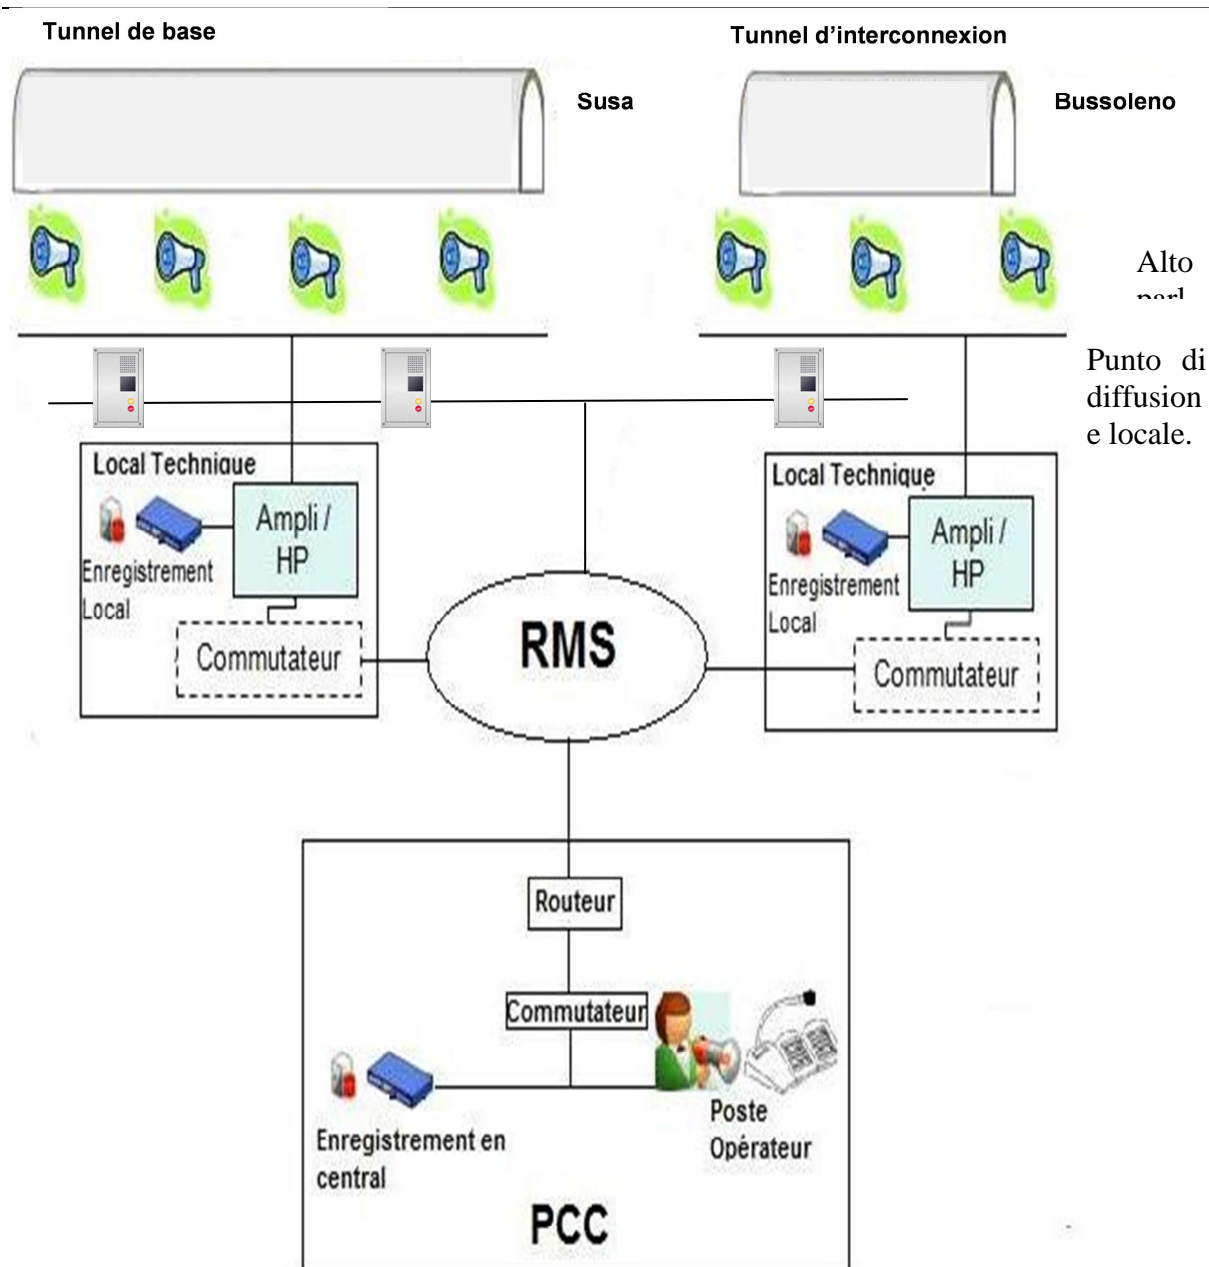 Tunnel de base
Tunnel d'interconnexion
Susa
Bussoleno
Alto
Punto di
diffusion
e locale.
Local Technique
Ampli /
HP
Enregistrement
Local
Commutateur
RMS
Local Technique
Ampli /
HP
Enregistrement
Local
Commutateur
Routeur
Commutateur
Enregistrement en
central
Poste
Opérateur
PCC